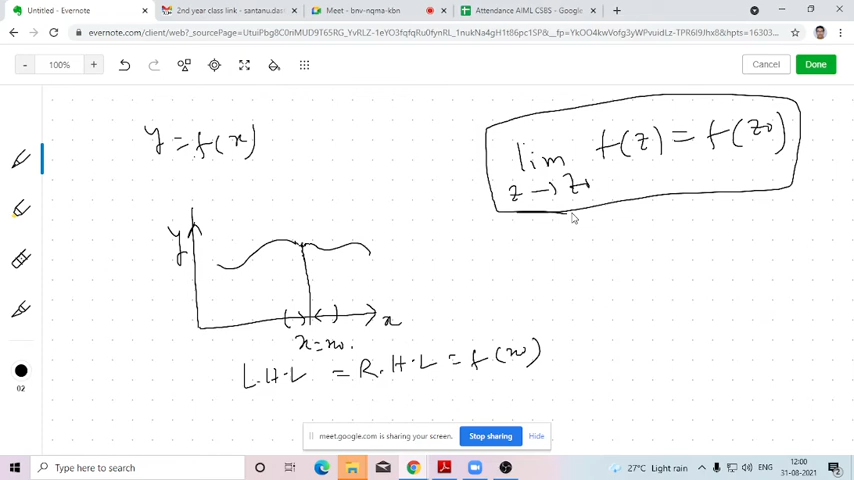 Untitled - Evernote
2nd year class link - santanu.dast
Meet - bnv-nqma-kbn
Attendance AIML CSBS - Google
100%
Cancel
Done
y = f(x)
lim f(z) = f(z₀)
z → z₀
y
x
x = x₀.
L.H.L = R.H.L = f(x₀)
02
meet.google.com is sharing your screen.
Stop sharing
Hide
Type here to search
27°C Light rain
ENG
12:00
31-08-2021
2